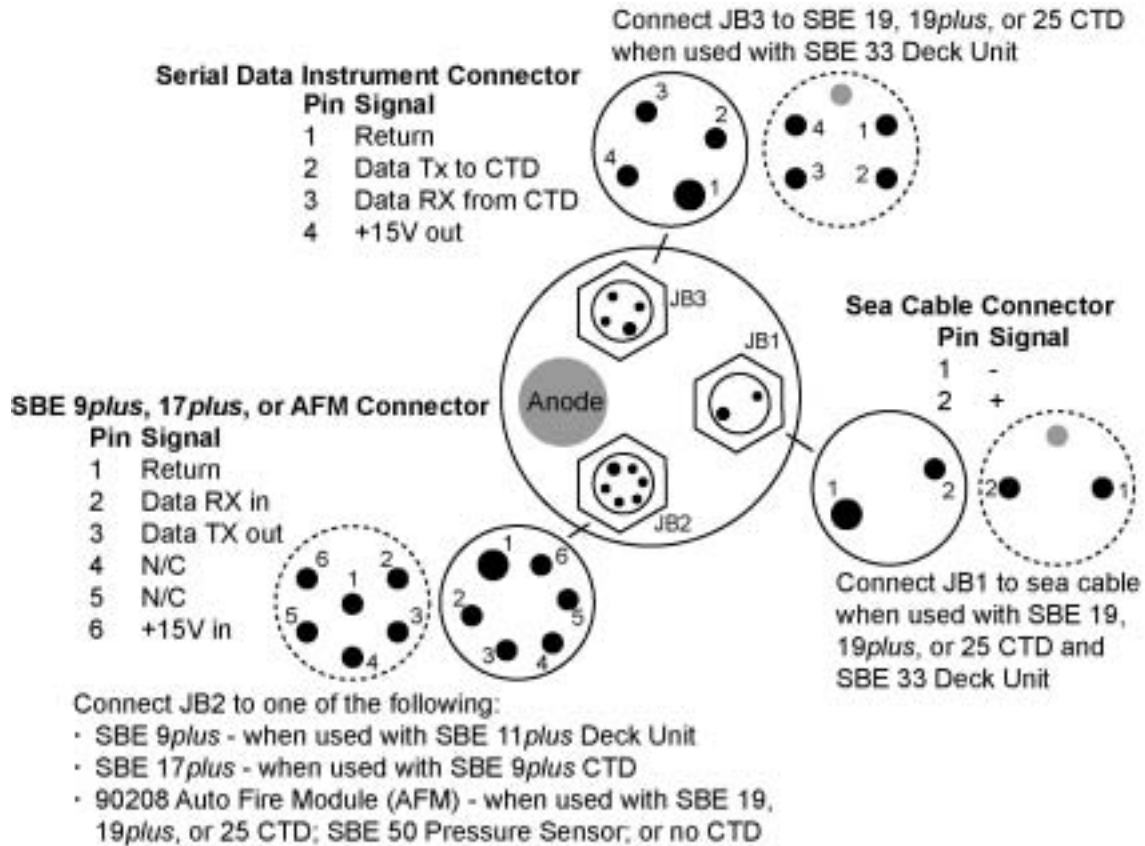 Connect JB3 to SBE 19, 19plus, or 25 CTD
when used with SBE 33 Deck Unit
Serial Data Instrument Connector
Pin Signal
1 Return
2 Data Tx to CTD
3 Data RX from CTD
4 +15V out
3
2
4
1
4
1
3
2
JB3
JB1
Anode
JB2
Sea Cable Connector
Pin Signal
1 -
2 +
1
2
2
1
Connect JB1 to sea cable
when used with SBE 19,
19plus, or 25 CTD and
SBE 33 Deck Unit
SBE 9plus, 17plus, or AFM Connector
Pin Signal
1 Return
2 Data RX in
3 Data TX out
4 N/C
5 N/C
6 +15V in
6
2
1
5
3
4
1
6
2
5
3
4
Connect JB2 to one of the following:
· SBE 9plus - when used with SBE 11plus Deck Unit
· SBE 17plus - when used with SBE 9plus CTD
· 90208 Auto Fire Module (AFM) - when used with SBE 19,
19plus, or 25 CTD; SBE 50 Pressure Sensor; or no CTD